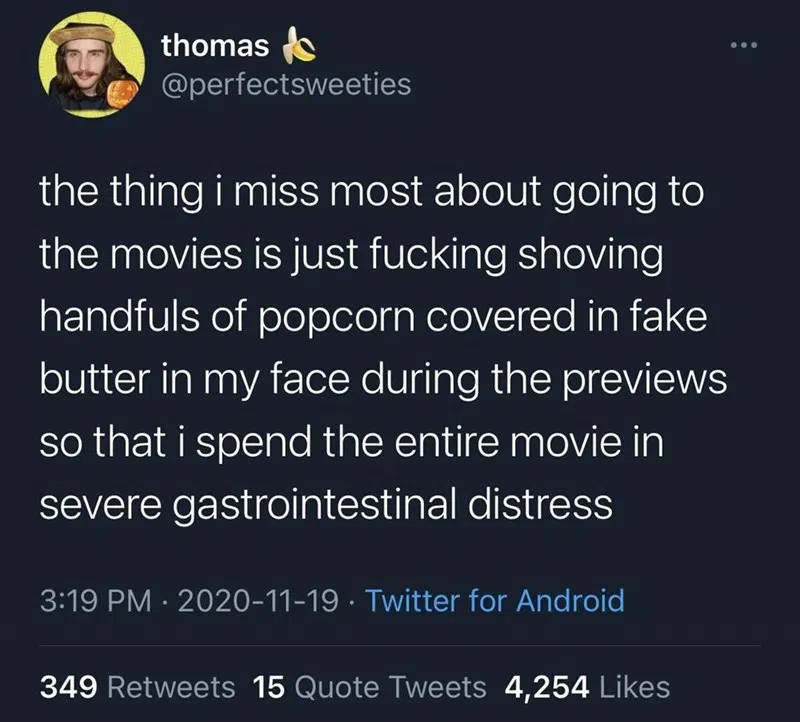 thomas 🍌
@perfectsweeties
the thing i miss most about going to
the movies is just fucking shoving
handfuls of popcorn covered in fake
butter in my face during the previews
so that i spend the entire movie in
severe gastrointestinal distress
3:19 PM · 2020-11-19 · Twitter for Android
349 Retweets 15 Quote Tweets 4,254 Likes